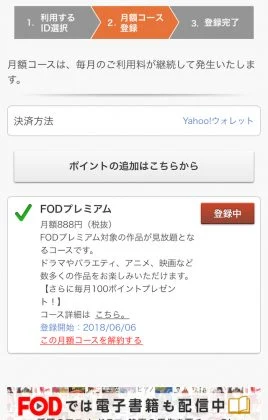 1. 利用する
ID選択
2. 月額コース
登録
3. 登録完了
月額コースは、毎月のご利用料が継続して発生いたしま
す。
決済方法 Yahoo!ウォレット
ポイントの追加はこちらから
FODプレミアム 登録中
月額888円（税抜）
FODプレミアム対象の作品が見放題とな
るコースです。
ドラマやバラエティ、アニメ、映画など
数多くの作品をお楽しみいただけます。
【さらに毎月100ポイントプレゼン
ト！】
コース詳細は こちら。
登録開始：2018/06/06
この月額コースを解約する
FODでは電子書籍も配信中